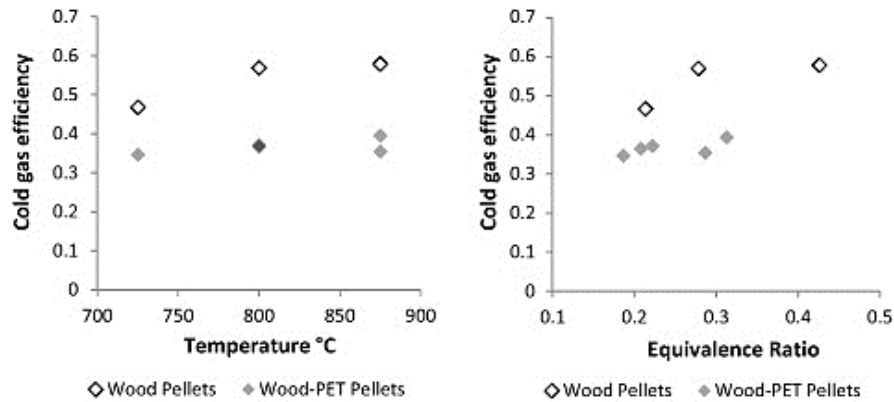 Cold gas efficiency
0.7
0.6
0.5
0.4
0.3
0.2
0.1
0
700 750 800 850 900
Temperature °C
Wood Pellets Wood-PET Pellets
Cold gas efficiency
0.7
0.6
0.5
0.4
0.3
0.2
0.1
0
0.1 0.2 0.3 0.4 0.5
Equivalence Ratio
Wood Pellets Wood-PET Pellets